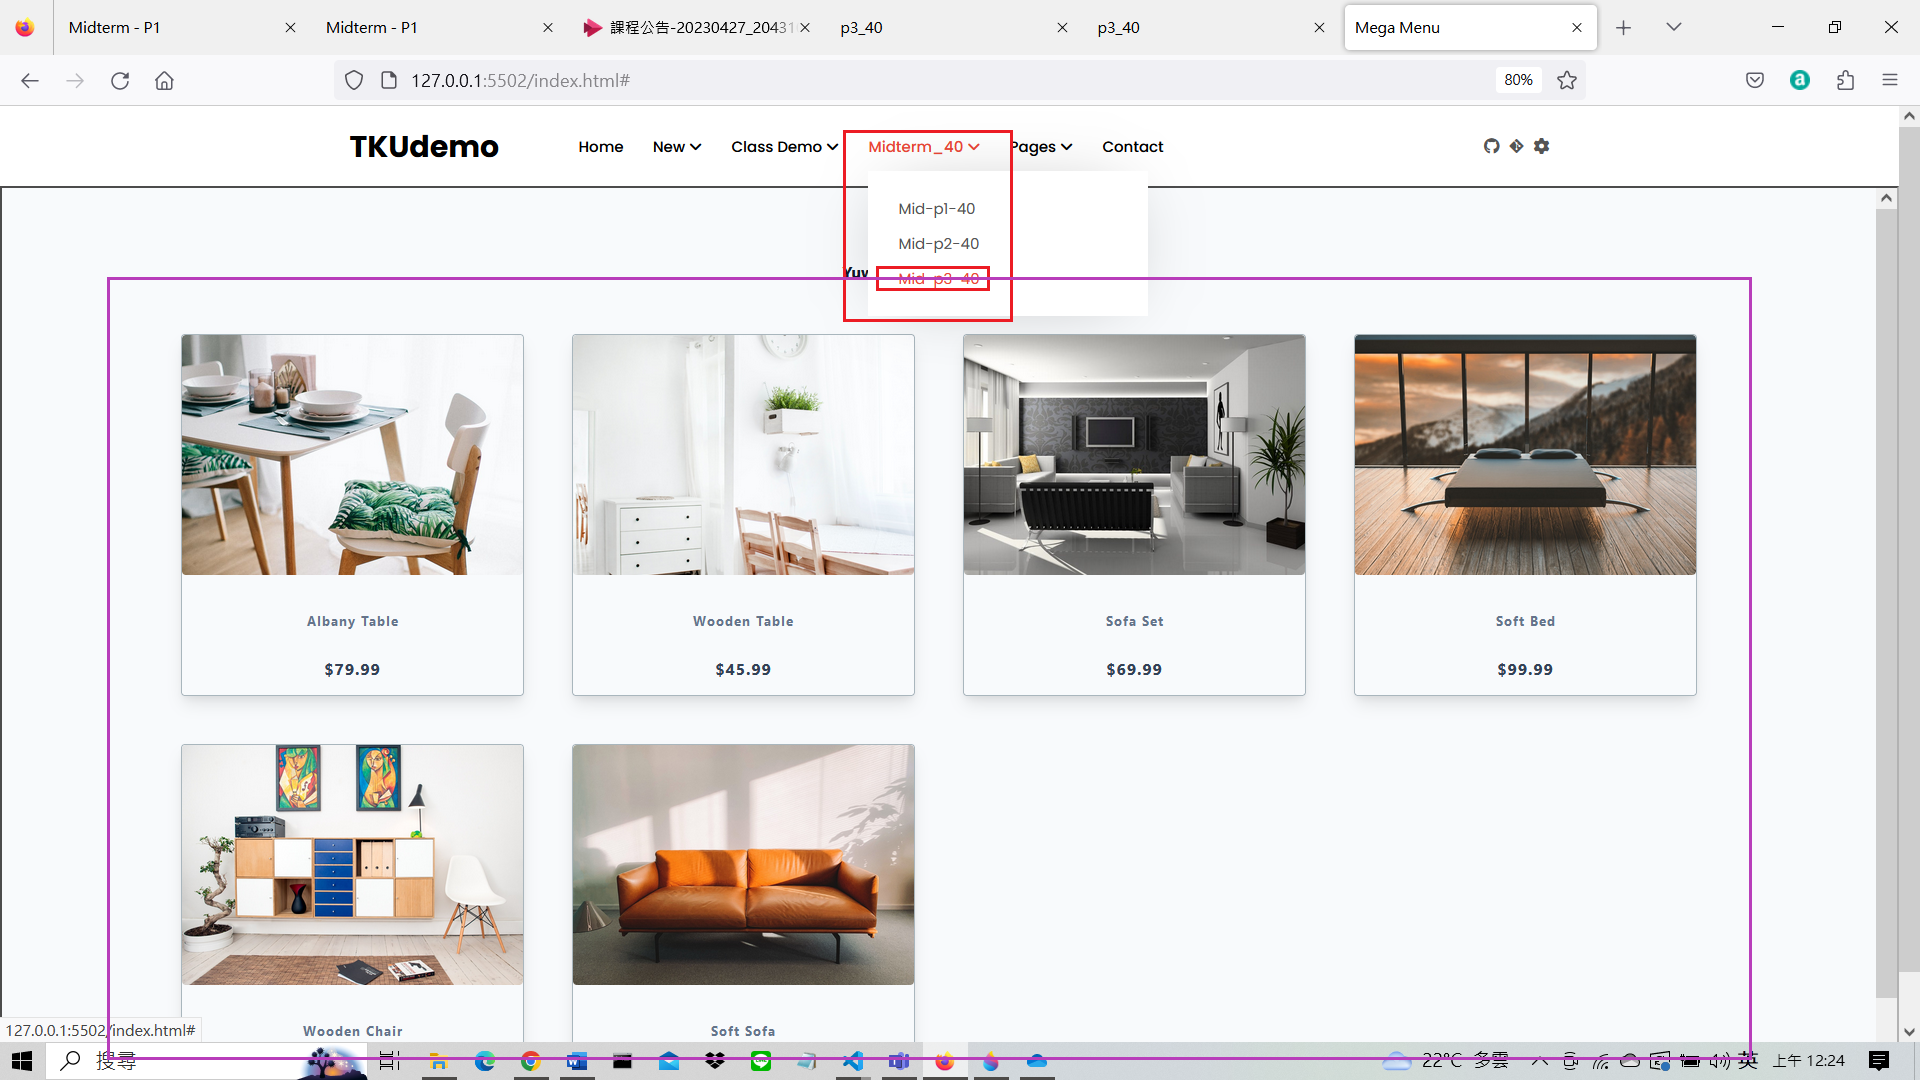 Midterm - P1
Midterm - P1
課程公告-20230427_20431
p3_40
p3_40
Mega Menu
127.0.0.1:5502/index.html#
80%
TKUdemo
Home
New
Class Demo
Midterm_40
Pages
Contact
Mid-p1-40
Mid-p2-40
Mid-p3-40
Albany Table
$79.99
Wooden Table
$45.99
Sofa Set
$69.99
Soft Bed
$99.99
Wooden Chair
Soft Sofa
127.0.0.1:5502/index.html#
搜尋
22°C 多雲
英
上午 12:24